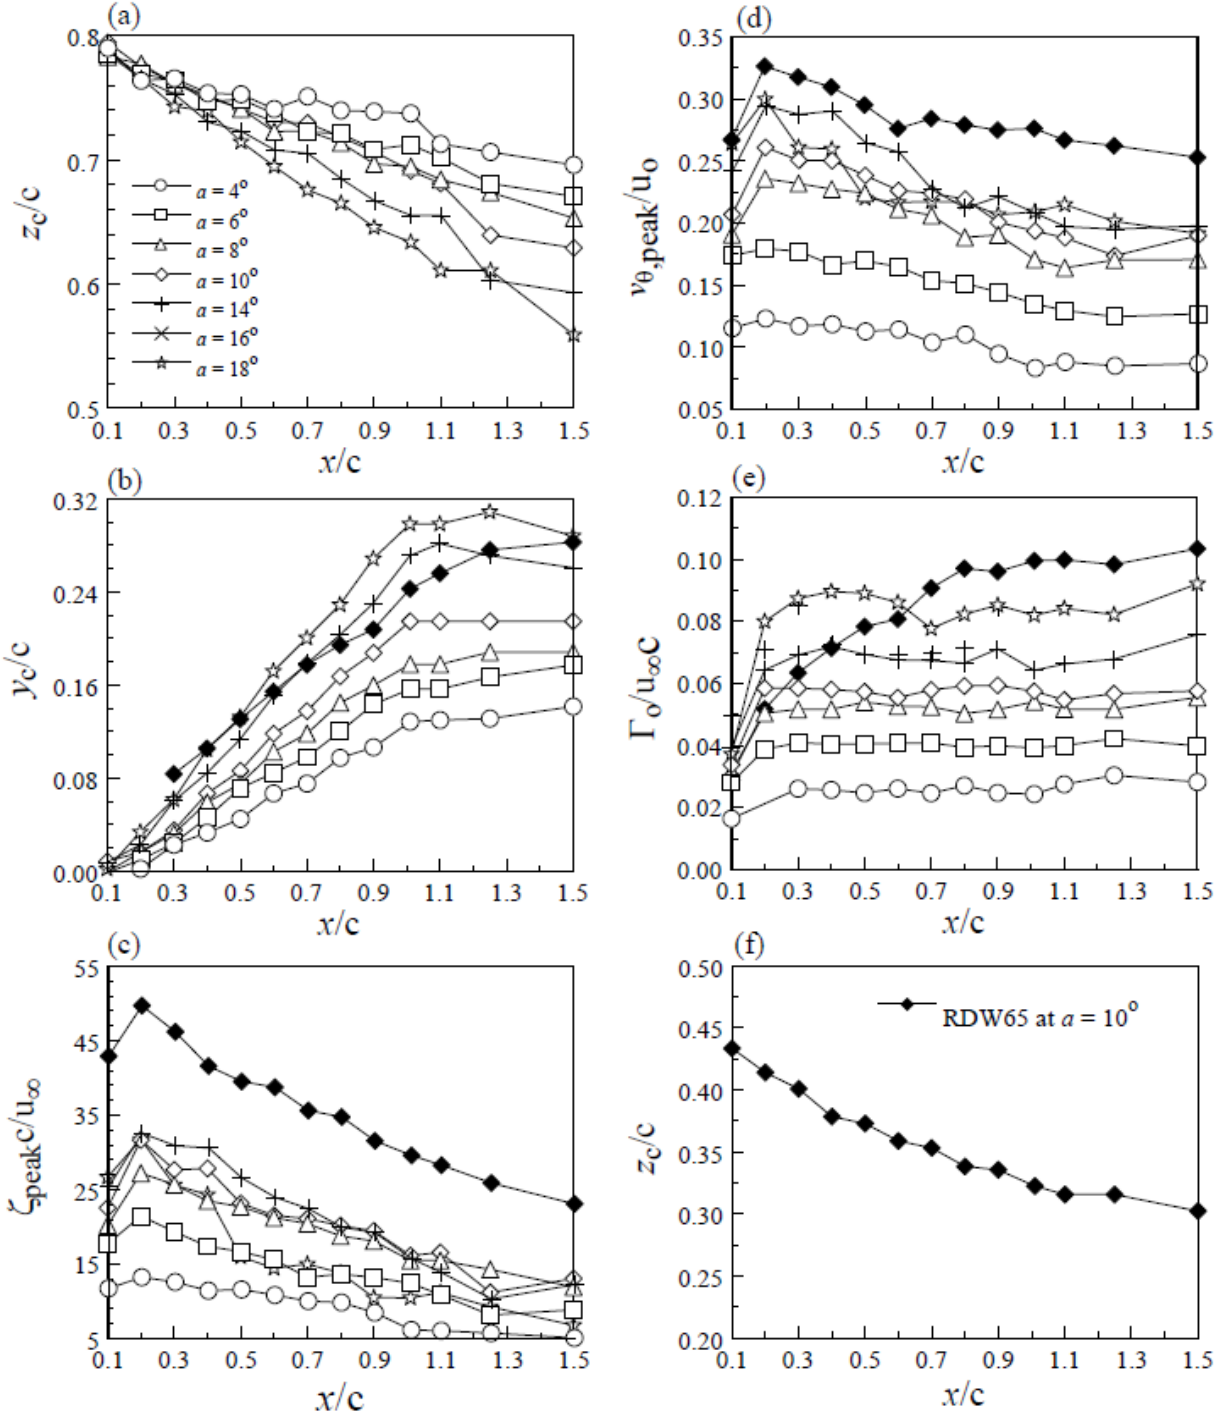 (a)
0.8
0.7
0.6
0.5
z_c/c
a = 4°
a = 6°
a = 8°
a = 10°
a = 14°
a = 16°
a = 18°
0.1 0.3 0.5 0.7 0.9 1.1 1.3 1.5
x/c
(d)
0.35
0.30
0.25
0.20
0.15
0.10
0.05
v_θ,peak/u_o
0.1 0.3 0.5 0.7 0.9 1.1 1.3 1.5
x/c
(b)
0.32
0.24
0.16
0.08
0.00
y_c/c
0.1 0.3 0.5 0.7 0.9 1.1 1.3 1.5
x/c
(e)
0.12
0.10
0.08
0.06
0.04
0.02
0.00
Γ_o/u_∞c
0.1 0.3 0.5 0.7 0.9 1.1 1.3 1.5
x/c
(c)
55
45
35
25
15
5
ζ_peak c/u_∞
0.1 0.3 0.5 0.7 0.9 1.1 1.3 1.5
x/c
(f)
0.50
0.45
0.40
0.35
0.30
0.25
0.20
z_c/c
RDW65 at a = 10°
0.1 0.3 0.5 0.7 0.9 1.1 1.3 1.5
x/c